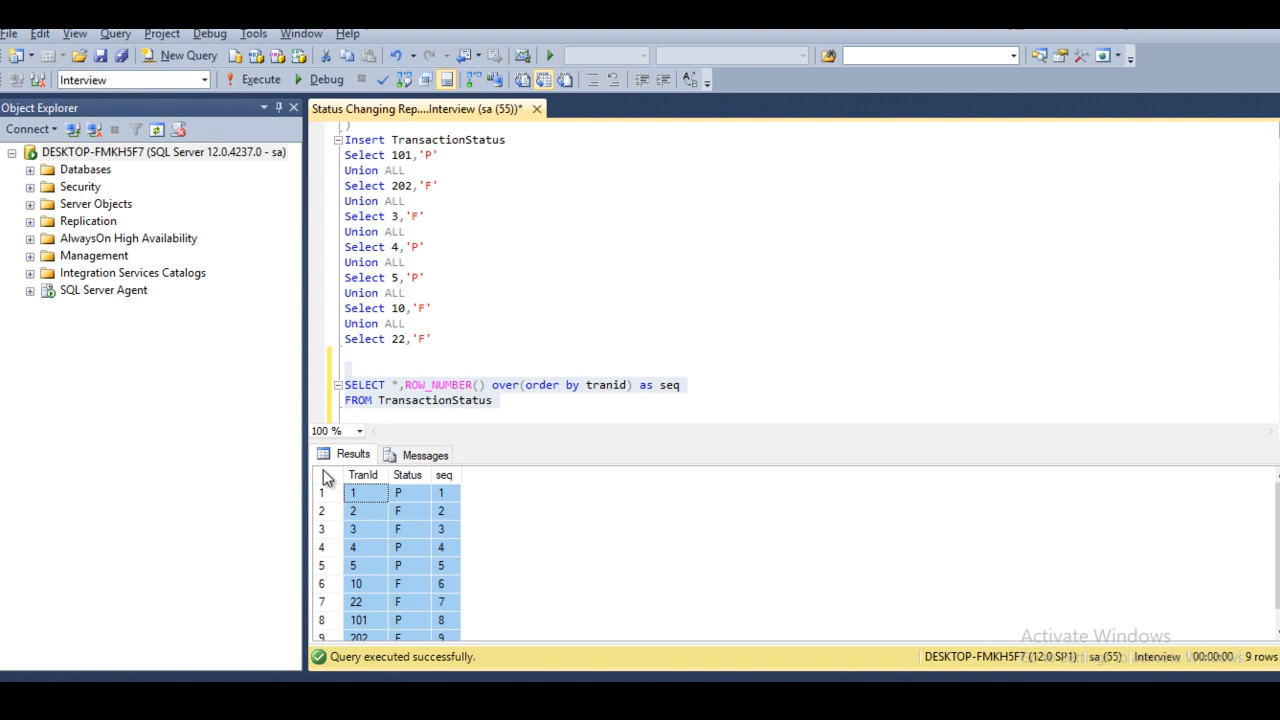 File Edit View Query Project Debug Tools Window Help
New Query
Interview Execute Debug
Object Explorer
Connect
DESKTOP-FMKH5F7 (SQL Server 12.0.4237.0 - sa)
Databases
Security
Server Objects
Replication
AlwaysOn High Availability
Management
Integration Services Catalogs
SQL Server Agent
Status Changing Rep....Interview (sa (55))*
)
Insert TransactionStatus
Select 101,'P'
Union ALL
Select 202,'F'
Union ALL
Select 3,'F'
Union ALL
Select 4,'P'
Union ALL
Select 5,'P'
Union ALL
Select 10,'F'
Union ALL
Select 22,'F'
SELECT *,ROW_NUMBER() over(order by tranid) as seq
FROM TransactionStatus
100 %
Results Messages
TranId Status seq
1 1 P 1
2 2 F 2
3 3 F 3
4 4 P 4
5 5 P 5
6 10 F 6
7 22 F 7
8 101 P 8
9 202 F 9
Activate Windows
Query executed successfully. DESKTOP-FMKH5F7 (12.0 SP1) sa (55) Interview 00:00:00 9 rows